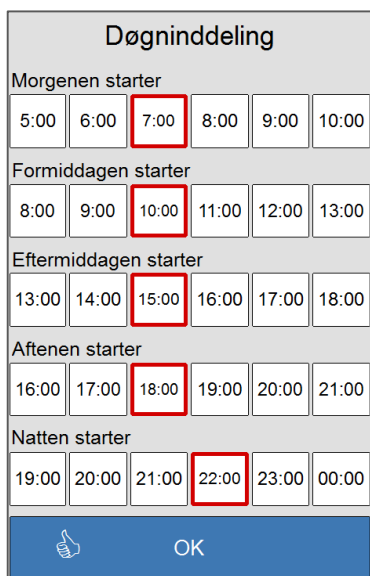 Døgninddeling
Morgenen starter
5:00 6:00 7:00 8:00 9:00 10:00
Formiddagen starter
8:00 9:00 10:00 11:00 12:00 13:00
Eftermiddagen starter
13:00 14:00 15:00 16:00 17:00 18:00
Aftenen starter
16:00 17:00 18:00 19:00 20:00 21:00
Natten starter
19:00 20:00 21:00 22:00 23:00 00:00
OK